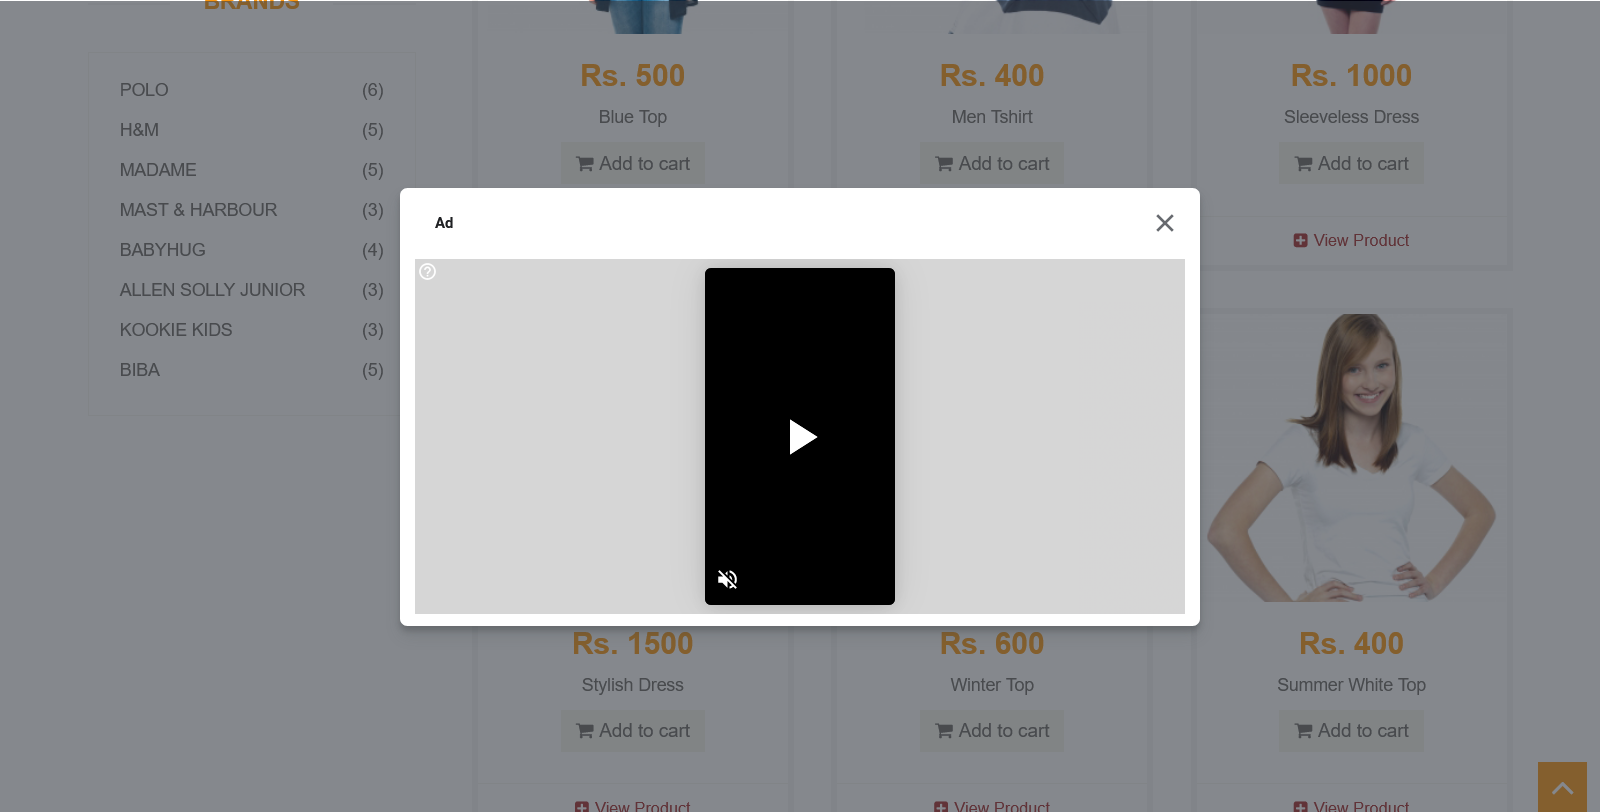 BRANDS
POLO (6)
H&M (5)
MADAME (5)
MAST & HARBOUR (3)
BABYHUG (4)
ALLEN SOLLY JUNIOR (3)
KOOKIE KIDS (3)
BIBA (5)
Rs. 500
Blue Top
Add to cart
Rs. 400
Men Tshirt
Add to cart
Rs. 1000
Sleeveless Dress
Add to cart
View Product
Ad
Rs. 1500
Stylish Dress
Add to cart
View Product
Rs. 600
Winter Top
Add to cart
View Product
Rs. 400
Summer White Top
Add to cart
View Product